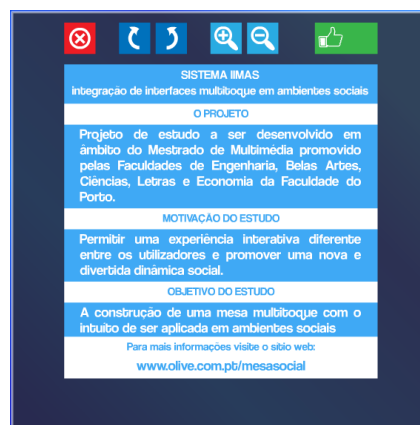 SISTEMA IIMAS
integração de interfaces multitoque em ambientes sociais
O PROJETO
Projeto de estudo a ser desenvolvido em
âmbito do Mestrado de Multimédia promovido
pelas Faculdades de Engenharia, Belas Artes,
Ciências, Letras e Economia da Faculdade do
Porto.
MOTIVAÇÃO DO ESTUDO
Permitir uma experiência interativa diferente
entre os utilizadores e promover uma nova e
divertida dinâmica social.
OBJETIVO DO ESTUDO
A construção de uma mesa multitoque com o
intuito de ser aplicada em ambientes sociais
Para mais informações visite o sítio web:
www.olive.com.pt/mesasocial